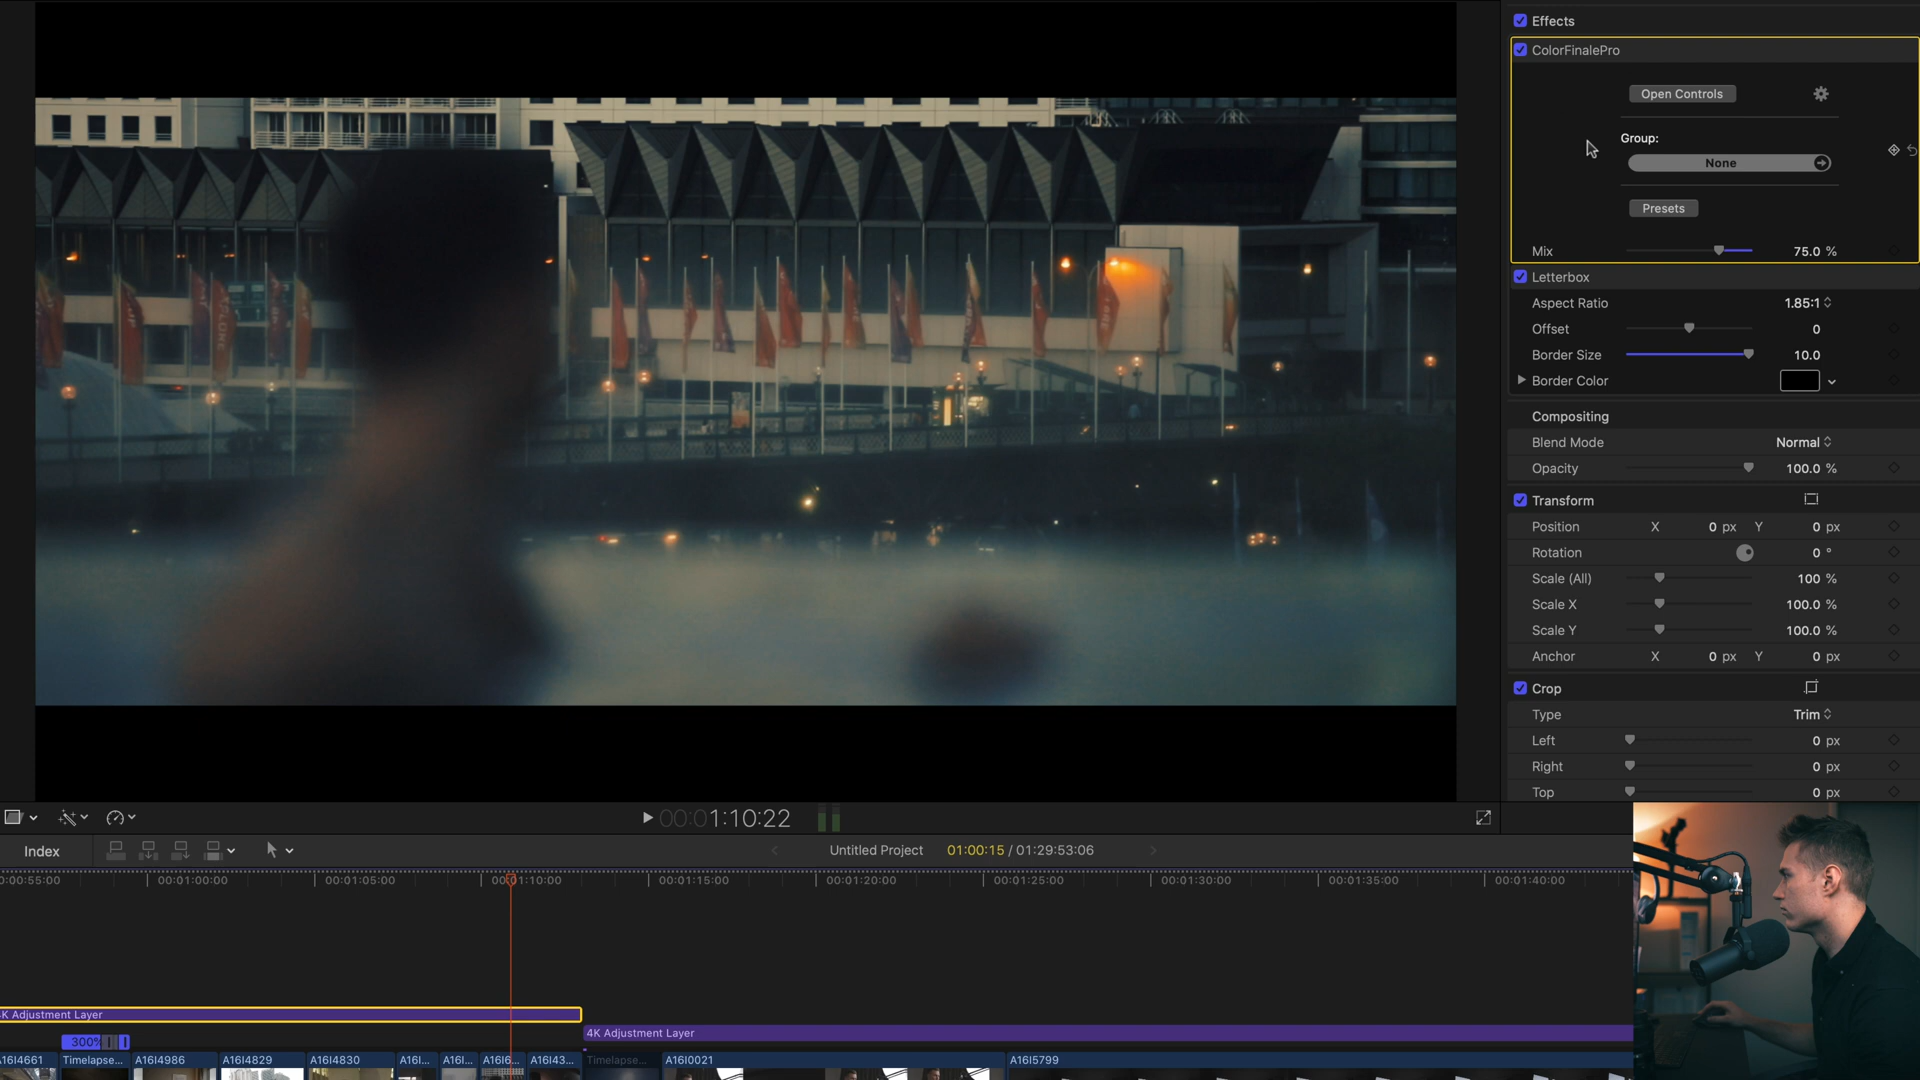 Effects
ColorFinalePro
Open Controls
Group:
None
Presets
Mix 75.0 %
Letterbox
Aspect Ratio 1.85:1
Offset 0
Border Size 10.0
Border Color
Compositing
Blend Mode Normal
Opacity 100.0 %
Transform
Position X 0 px Y 0 px
Rotation 0 °
Scale (All) 100 %
Scale X 100.0 %
Scale Y 100.0 %
Anchor X 0 px Y 0 px
Crop
Type Trim
Left 0 px
Right 0 px
Top 0 px
00:01:10:22
Index
Untitled Project 01:00:15 / 01:29:53:06
0:00:55:00 00:01:00:00 00:01:05:00 00:01:10:00 00:01:15:00 00:01:20:00 00:01:25:00 00:01:30:00 00:01:35:00 00:01:40:00
K Adjustment Layer
4K Adjustment Layer
300%
A16I4661 Timelapse... A16I4986 A16I4829 A16I4830 A16I... A16I... A16I6... A16I43... Timelapse... A16I0021 A16I5799